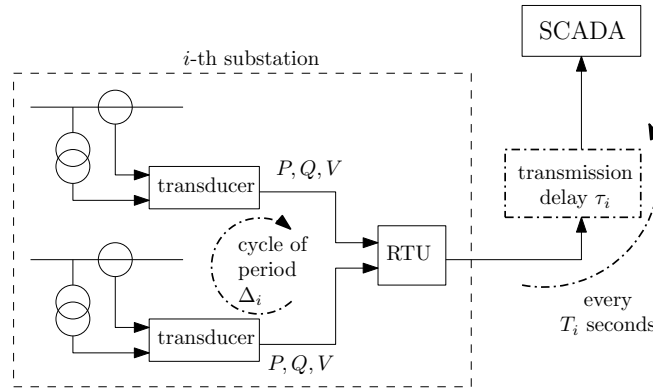 SCADA
i-th substation
transducer
P, Q, V
transmission
delay τᵢ
cycle of
period
Δᵢ
RTU
transducer
P, Q, V
every
Tᵢ seconds